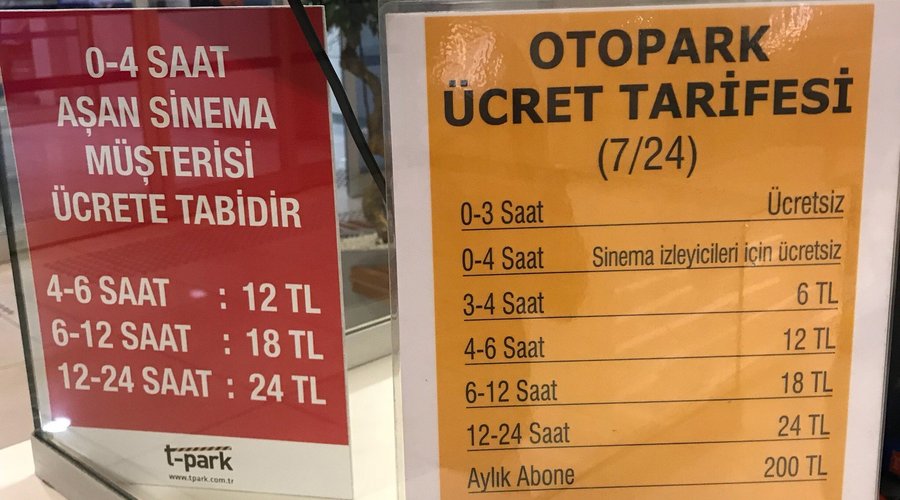 0-4 SAAT
AŞAN SİNEMA
MÜŞTERİSİ
ÜCRETE TABİDİR
4-6 SAAT : 12 TL
6-12 SAAT : 18 TL
12-24 SAAT : 24 TL
t-park
www.tpark.com.tr
OTOPARK
ÜCRET TARİFESİ
(7/24)
0-3 Saat Ücretsiz
0-4 Saat Sinema izleyicileri için ücretsiz
3-4 Saat 6 TL
4-6 Saat 12 TL
6-12 Saat 18 TL
12-24 Saat 24 TL
Aylık Abone 200 TL